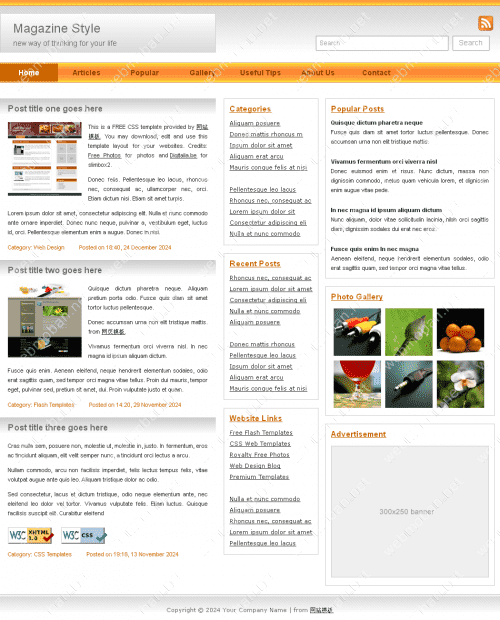 Magazine Style
new way of thinking for your life
Search
Search
Home
Articles
Popular
Gallery
Useful Tips
About Us
Contact
Post title one goes here
This is a FREE CSS template provided by 网站
模板. You may download, edit and use this
template layout for your websites. Credits:
Free Photos for photos and Digitalia.be for
slimbox2.
Donec felis. Pellentesque leo lacus, rhoncus
nec, consequat ac, ullamcorper nec, orci.
Etiam dictum nisi. Etiam sit amet turpis.
Lorem ipsum dolor sit amet, consectetur adipiscing elit. Nulla et nunc commodo
ante ornare imperdiet. Donec nunc neque, pulvinar a, vestibulum eget, luctus
id, orci. Pellentesque elementum enim a augue. Donec in nisi.
Category: Web Design
Posted on 18:40, 24 December 2024
Post title two goes here
Quisque dictum pharetra neque. Aliquam
pretium porta odio. Fusce quis diam sit amet
tortor luctus pellentesque.
Donec accumsan urna non elit tristique mattis.
from 网页模板.
Vivamus fermentum orci viverra nisl. In nec
magna id ipsum aliquam dictum.
Fusce quis enim. Aenean eleifend, neque hendrerit elementum sodales, odio
erat sagittis quam, sed tempor orci magna vitae tellus. Proin dui mauris, tempor
eget, pulvinar sed, pretium sit amet, dui. Proin vulputate justo et quam.
Category: Flash Templates
Posted on 14:20, 29 November 2024
Post title three goes here
Cras nulla sem, posuere non, molestie ut, molestie in, justo. In fermentum, eros
ac tincidunt aliquam, elit velit semper nunc, a tincidunt orci lectus a arcu.
Nullam commodo, arcu non facilisis imperdiet, felis lectus tempus felis, vitae
volutpat augue ante quis leo. Aliquam tristique dolor ac odio.
Sed consectetur, lacus et dictum tristique, odio neque elementum ante, nec
eleifend leo dolor vel tortor. Vivamus vulputate felis. Etiam luctus. Quisque
facilisis suscipit elit. Curabitur eleifend
W3C XHTML 1.0
W3C CSS
Category: CSS Templates
Posted on 19:15, 13 November 2024
Categories
Aliquam posuere
Donec mattis rhoncus m
Ipsum dolor sit
Aliquam erat arcu
Mauris congue felis at nisi
Pellentesque leo lacus
Rhoncus nec, consequat ac
Lorem ipsum dolor
Consectetur adipiscing sit
Nulla et nunc commodo
Recent Posts
Rhoncus nec, consequat ac
Lorem ipsum dolor sit amet
Consectetur adipiscing eli
Nulla et nunc commodo
Aliquam posuere
Donec mattis rhoncus
Pellentesque leo lacus
Ipsum dolor sit amet
Aliquam erat arcu
Mauris congue felis at nisi
Website Links
Free Flash Templates
CSS Web Templates
Royalty Free Photos
Web Design Blog
Premium Templates
Nulla et nunc commodo
Aliquam posuere
Rhoncus nec, consequat ac
Lorem ipsum dolor sit amet
Pellentesque leo lacus
Popular Posts
Quisque dictum pharetra neque
Fusce quis diam sit amet tortor luctus pellentesque. Donec
accumsan urna non elit tristique mattis.
Vivamus fermentum orci viverra nisl
Donec euismod enim et risus. Nunc dictum, massa non
dignissim commodo, metus quam vehicula lorem, et dignissim
enim augue vitae pede.
In nec magna id ipsum aliquam dictum
Nunc aliquam, dolor vitae sollicitudin lacinia, nibh orci sagittis
diam, dignissim sodales dui erat nec eros.
Fusce quis enim in nec magna
Aenean eleifend, neque hendrerit elementum sodales, odio
erat sagittis quam, sed tempor orci magna vitae tellus.
Photo Gallery
Advertisement
300x250 banner
Copyright © 2024 Your Company Name | from 网站模板